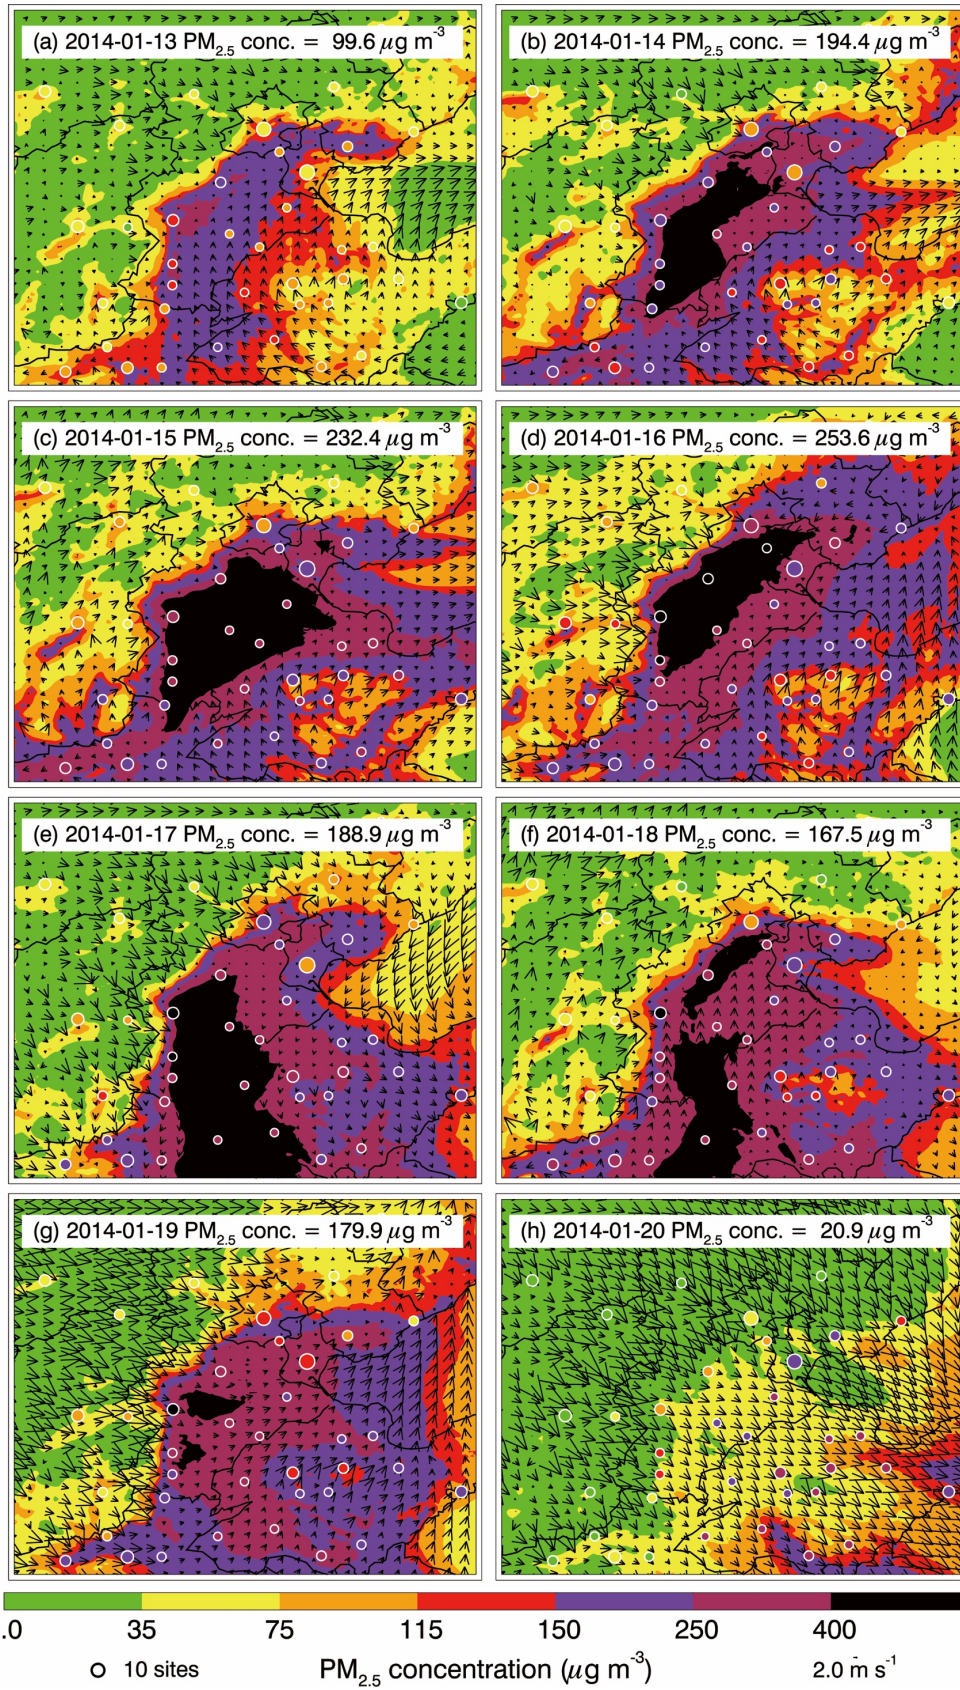 (a) 2014-01-13 PM2.5 conc. = 99.6 μg m-3
(b) 2014-01-14 PM2.5 conc. = 194.4 μg m-3
(c) 2014-01-15 PM2.5 conc. = 232.4 μg m-3
(d) 2014-01-16 PM2.5 conc. = 253.6 μg m-3
(e) 2014-01-17 PM2.5 conc. = 188.9 μg m-3
(f) 2014-01-18 PM2.5 conc. = 167.5 μg m-3
(g) 2014-01-19 PM2.5 conc. = 179.9 μg m-3
(h) 2014-01-20 PM2.5 conc. = 20.9 μg m-3
.0 35 75 115 150 250 400
10 sites PM2.5 concentration (μg m-3) 2.0 m s-1